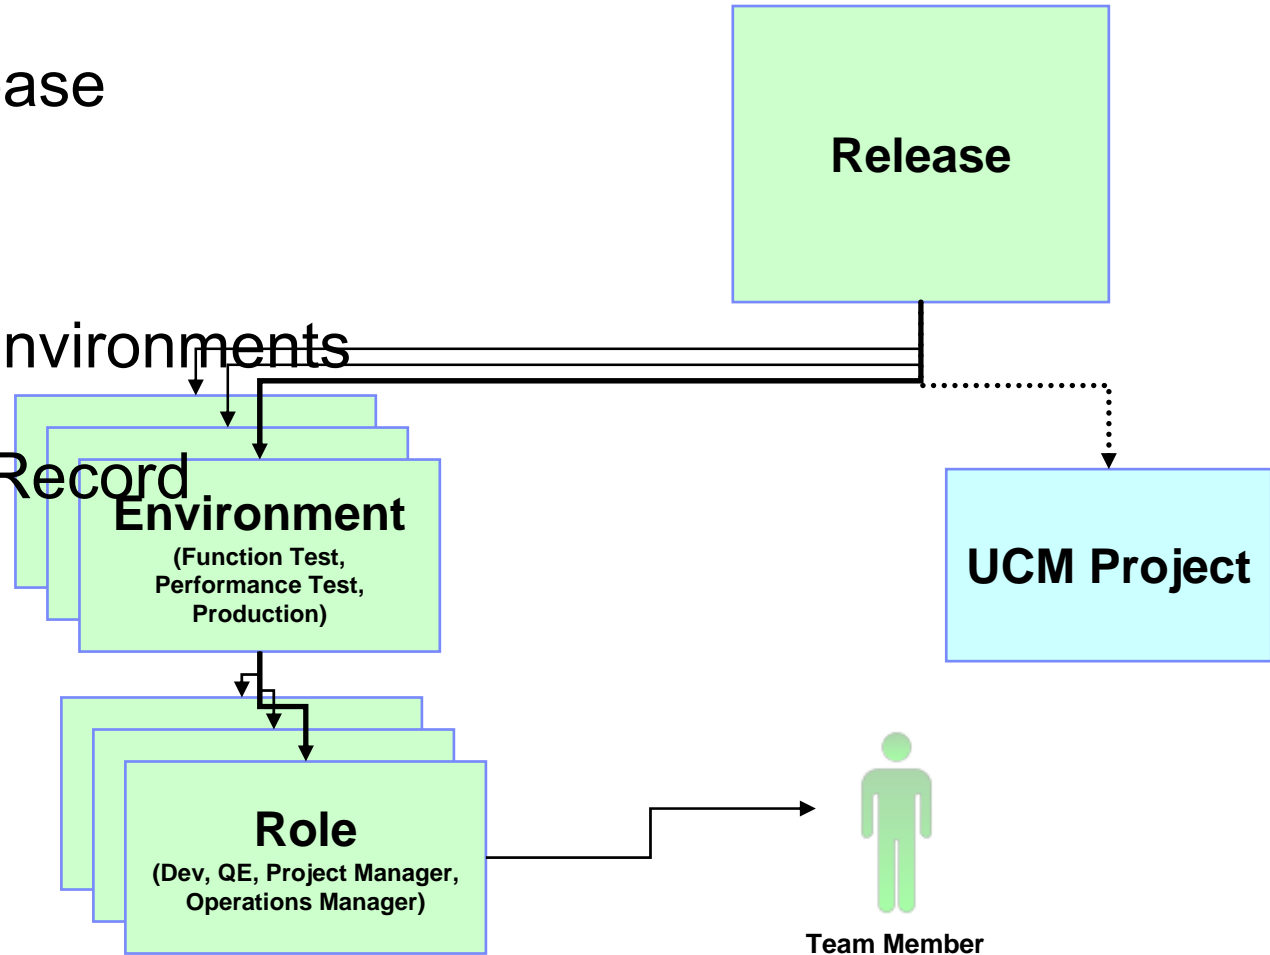 ase
Release
nvironments
Record
Environment
(Function Test,
Performance Test,
Production)
UCM Project
Role
(Dev, QE, Project Manager,
Operations Manager)
Team Member